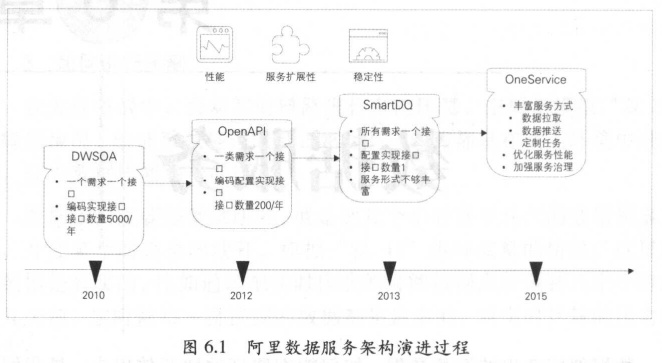 性能
服务扩展性
稳定性
DWSOA
• 一个需求一个接
口
• 编码实现接口
• 接口数量5000/
年
OpenAPI
• 一类需求一个接
口
• 编码配置实现接
• 口
接口数量200/年
SmartDQ
• 所有需求一个接
口
• 配置实现接口
• 接口数量1
• 服务形式不够丰
富
OneService
• 丰富服务方式
• 数据拉取
• 数据推送
• 定制任务
• 优化服务性能
• 加强服务治理
2010
2012
2013
2015
图 6.1 阿里数据服务架构演进过程